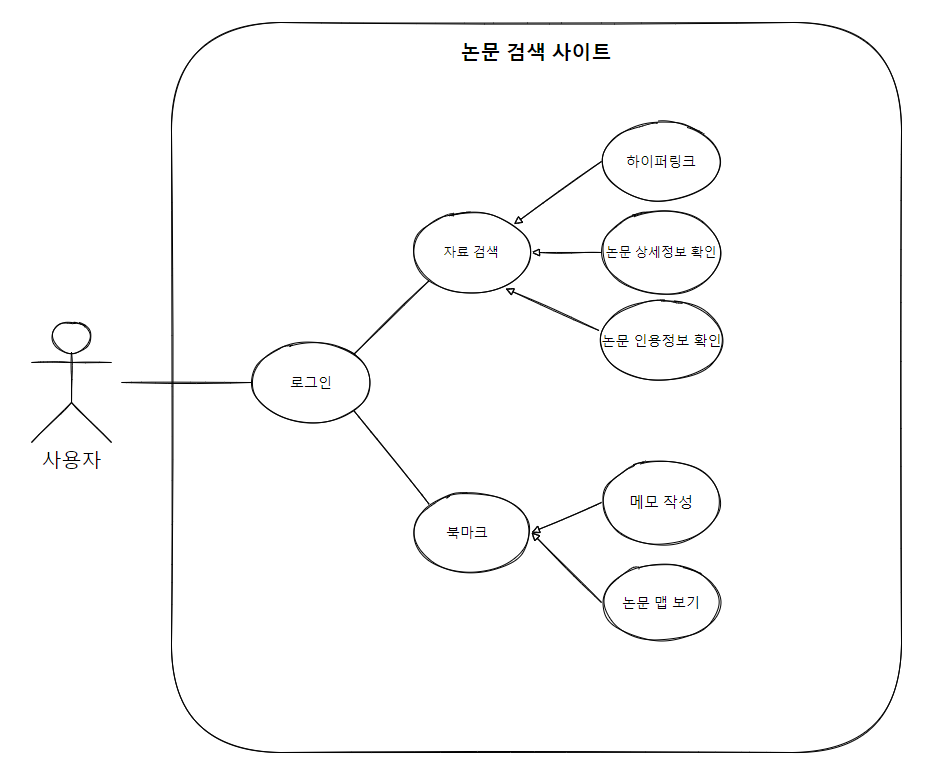 논문 검색 사이트
하이퍼링크
자료 검색
논문 상세정보 확인
논문 인용정보 확인
로그인
사용자
메모 작성
북마크
논문 맵 보기